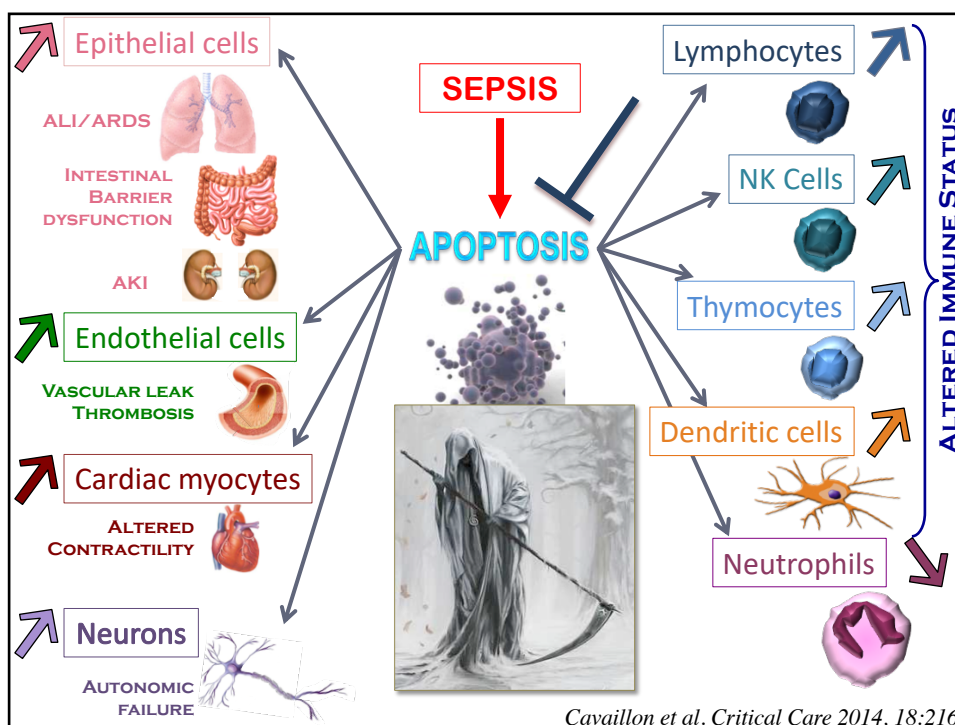 Epithelial cells
ALI/ARDS
INTESTINAL
BARRIER
DYSFUNCTION
AKI
Endothelial cells
VASCULAR LEAK
THROMBOSIS
Cardiac myocytes
ALTERED
CONTRACTILITY
Neurons
AUTONOMIC
FAILURE
SEPSIS
APOPTOSIS
Lymphocytes
NK Cells
Thymocytes
Dendritic cells
Neutrophils
ALTERED IMMUNE STATUS
Cavaillon et al. Critical Care 2014, 18:216